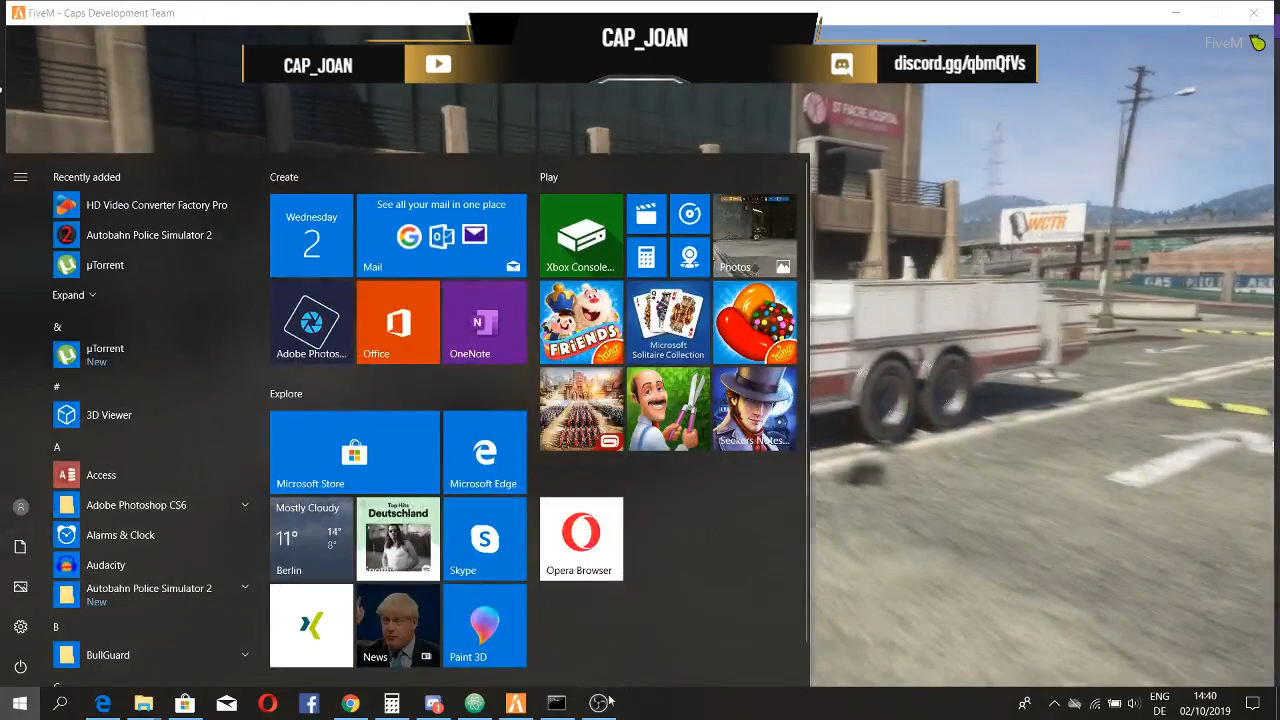 FiveM - Caps Development Team
CAP_JOAN
CAP_JOAN
discord.gg/qbmQfVs
FiveM
ST FIACRE HOSPITAL
WCTR
Recently added
HD Video Converter Factory Pro
Autobahn Police Simulator 2
µTorrent
Expand
&
µTorrent
New
#
3D Viewer
A
Access
Adobe Photoshop CS6
Alarms & Clock
Audacity
Autobahn Police Simulator 2
New
B
BullGuard
Create
Wednesday
2
See all your mail in one place
Mail
Adobe Photos...
Office
OneNote
Explore
Microsoft Store
Microsoft Edge
Mostly Cloudy
11°
14°
8°
Berlin
Top Hits
Deutschland
Skype
News
Paint 3D
Play
Xbox Console...
Photos
FRIENDS
King
Microsoft
Solitaire Collection
King
Seekers Notes...
Opera Browser
ENG
DE
14:40
02/10/2019